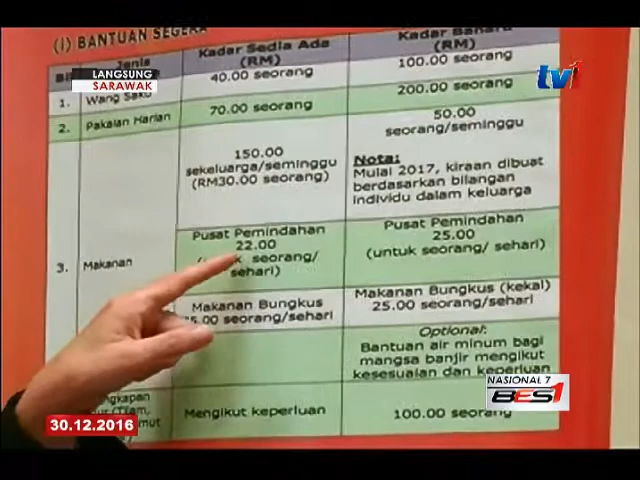 (i) BANTUAN SEGERA
Jenis
Kadar Sedia Ada
(RM)
Kadar Baharu
(RM)
LANGSUNG
SARAWAK
tv1
1. Wang Saku
40.00 seorang
100.00 seorang
2. Pakaian Harian
70.00 seorang
200.00 seorang
3. Makanan
150.00
sekeluarga/seminggu
(RM30.00 seorang)
50.00
seorang/seminggu
Nota:
Mulai 2017, kiraan dibuat
berdasarkan bilangan
individu dalam keluarga
Pusat Pemindahan
22.00
seorang/
sehari)
Pusat Pemindahan
25.00
(untuk seorang/ sehari)
Makanan Bungkus
seorang/sehari
Makanan Bungkus (kekal)
25.00 seorang/sehari
Optional:
Bantuan air minum bagi
mangsa banjir mengikut
kesesuaian dan keperluan
Mengikut keperluan
100.00 seorang
NASIONAL 7
BES1
30.12.2016